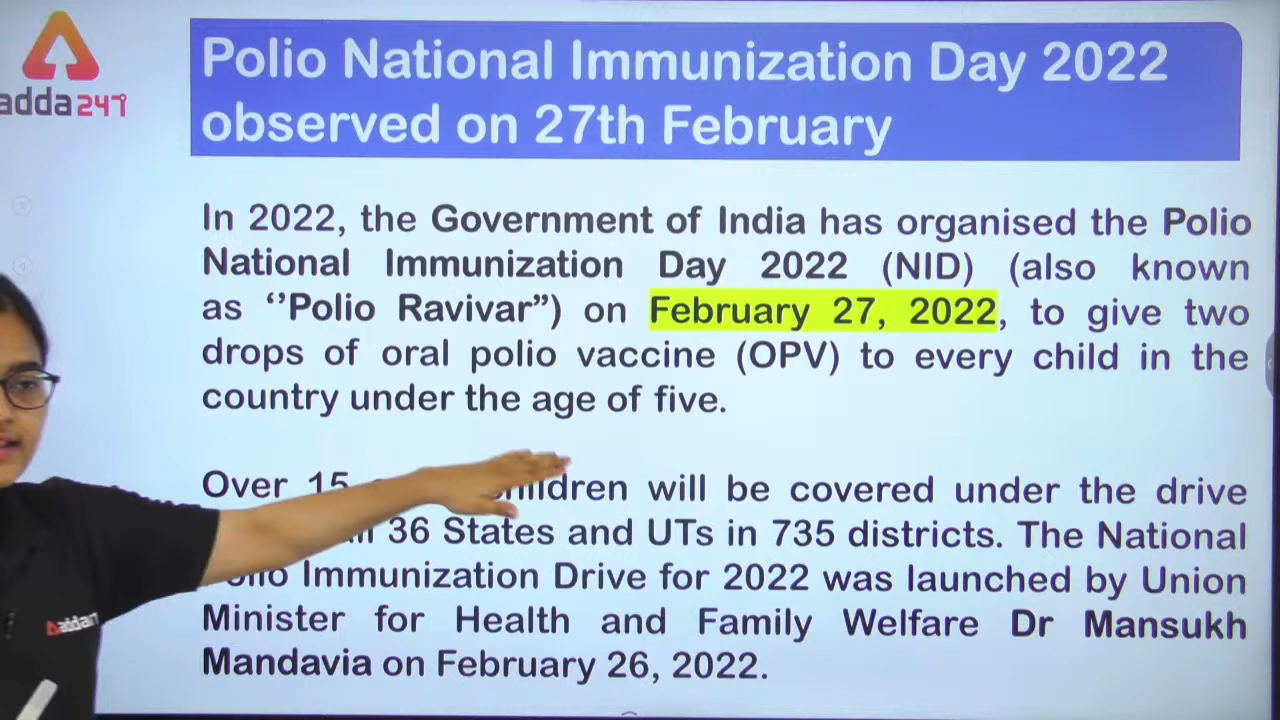 adda247
Polio National Immunization Day 2022
observed on 27th February
In 2022, the Government of India has organised the Polio
National Immunization Day 2022 (NID) (also known
as ‘’Polio Ravivar”) on February 27, 2022, to give two
drops of oral polio vaccine (OPV) to every child in the
country under the age of five.
Over 15 children will be covered under the drive
36 States and UTs in 735 districts. The National
Polio Immunization Drive for 2022 was launched by Union
Minister for Health and Family Welfare Dr Mansukh
Mandavia on February 26, 2022.
adda247